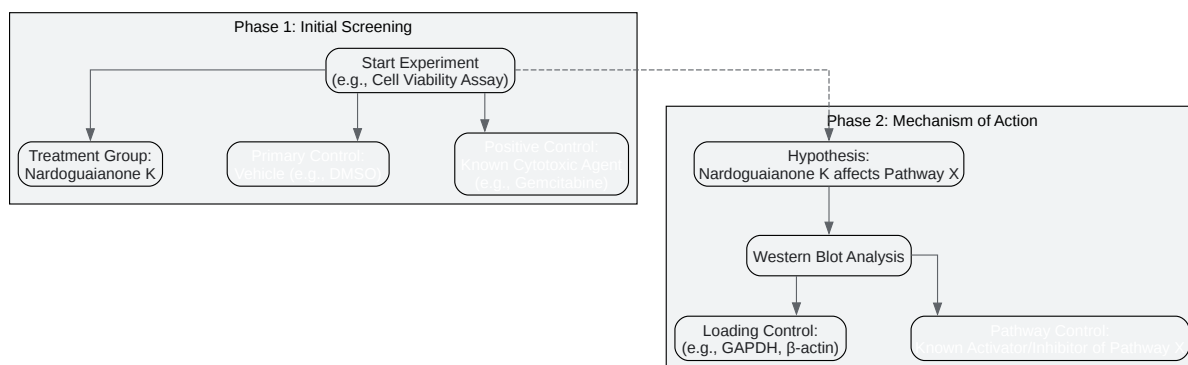 Phase 1: Initial Screening
Start Experiment
(e.g., Cell Viability Assay)
Treatment Group:
Nardoguaianone K
Primary Control:
Vehicle (e.g., DMSO)
Positive Control:
Known Cytotoxic Agent
(e.g., Gemcitabine)
Phase 2: Mechanism of Action
Hypothesis:
Nardoguaianone K affects Pathway X
Western Blot Analysis
Loading Control:
(e.g., GAPDH, β-actin)
Pathway Control:
Known Activator/Inhibitor of Pathway X